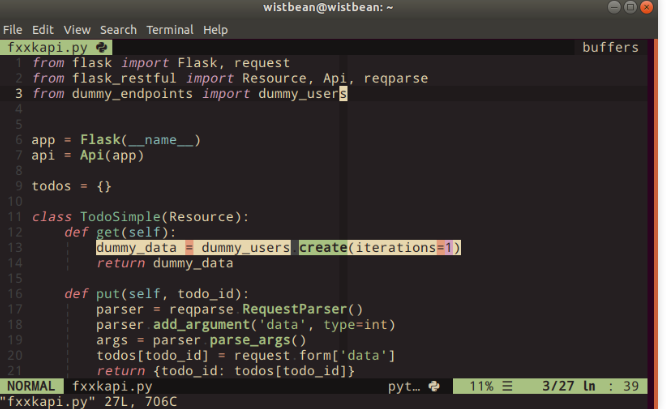 wistbean@wistbean: ~
File Edit View Search Terminal Help
fxxkapi.py buffers
1 from flask import Flask, request
2 from flask_restful import Resource, Api, reqparse
3 from dummy_endpoints import dummy_users
4
5
6 app = Flask(__name__)
7 api = Api(app)
8
9 todos = {}
10
11 class TodoSimple(Resource):
12 def get(self):
13 dummy_data = dummy_users.create(iterations=1)
14 return dummy_data
15
16 def put(self, todo_id):
17 parser = reqparse.RequestParser()
18 parser.add_argument('data', type=int)
19 args = parser.parse_args()
20 todos[todo_id] = request.form['data']
21 return {todo_id: todos[todo_id]}
NORMAL fxxkapi.py pyt… 11% ☰ 3/27 ln : 39
"fxxkapi.py" 27L, 706C